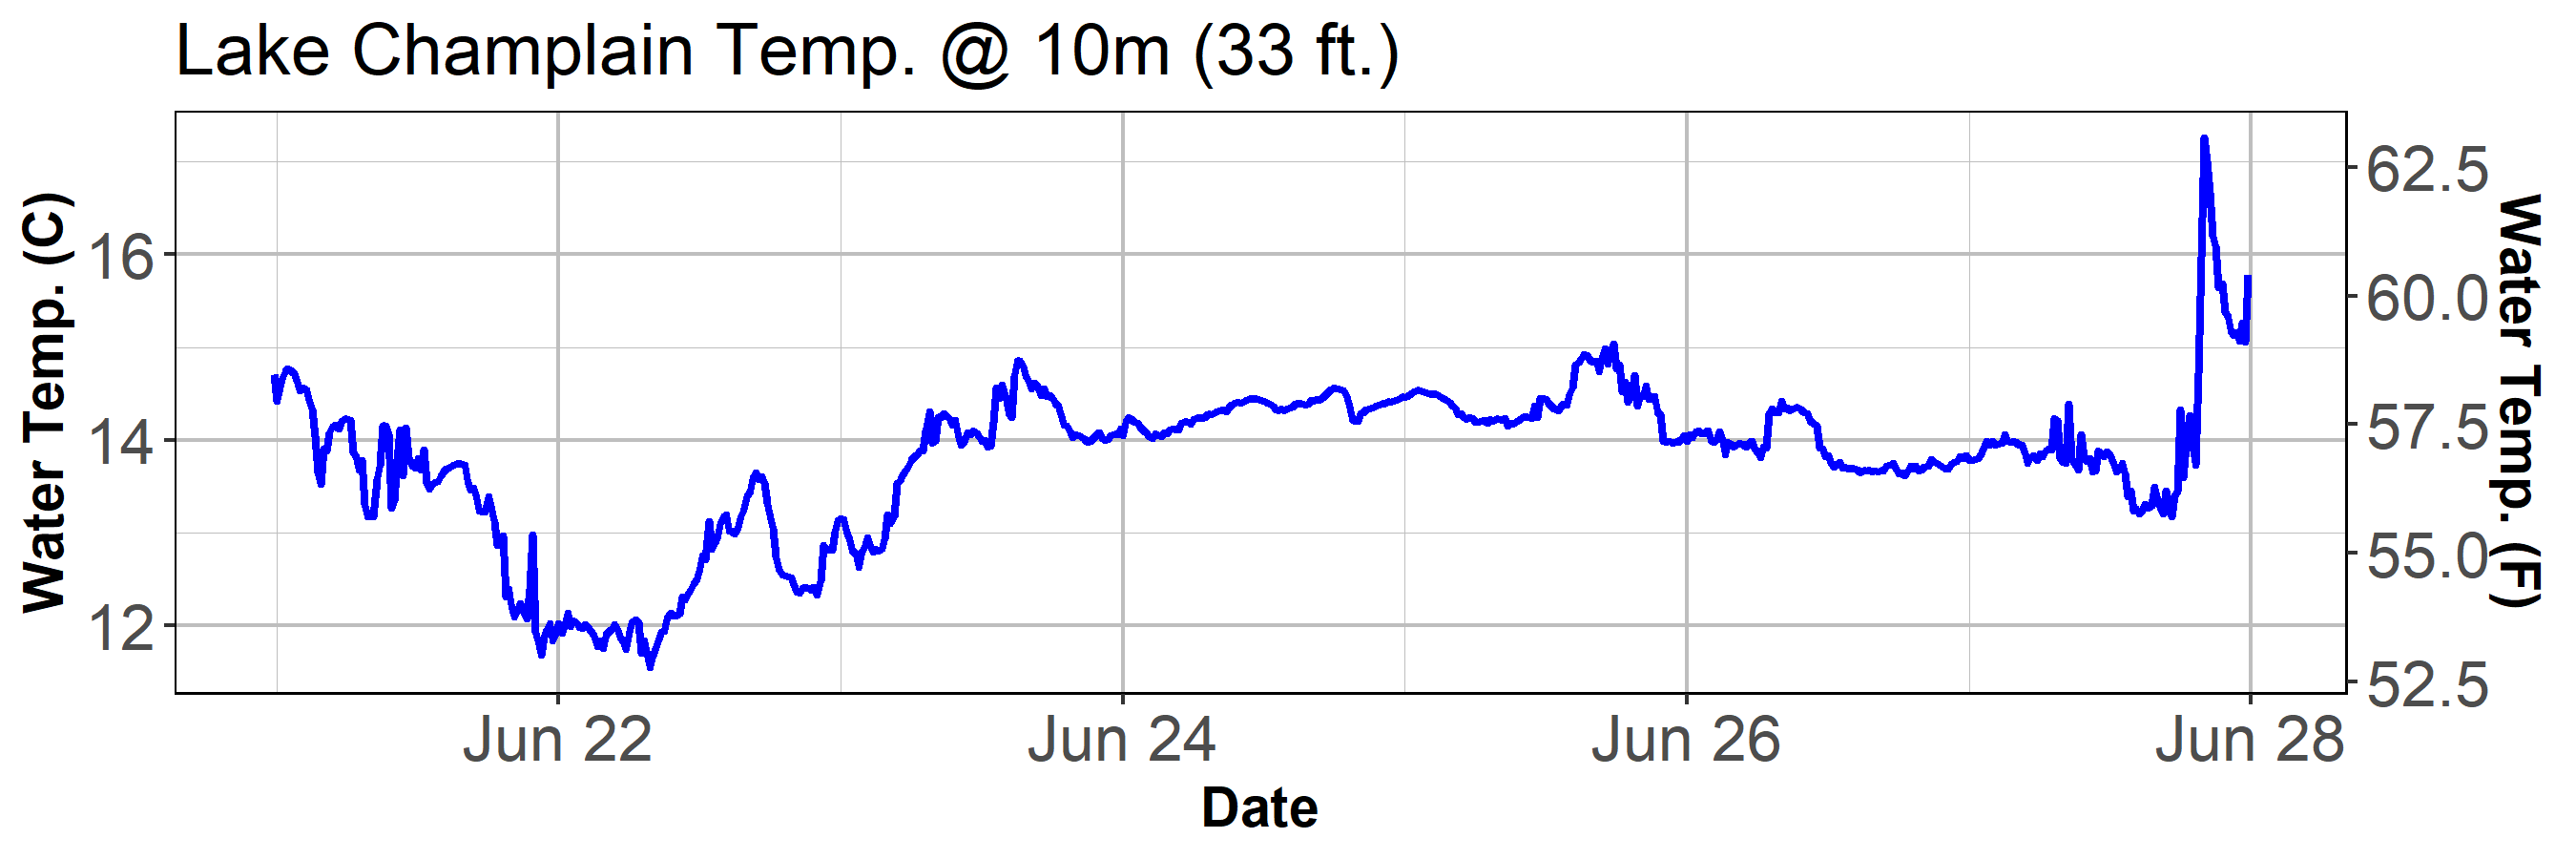 Lake Champlain Temp. @ 10m (33 ft.)
Water Temp. (C)
16
14
12
62.5
60.0
57.5
55.0
52.5
Water Temp. (F)
Jun 22
Jun 24
Jun 26
Jun 28
Date